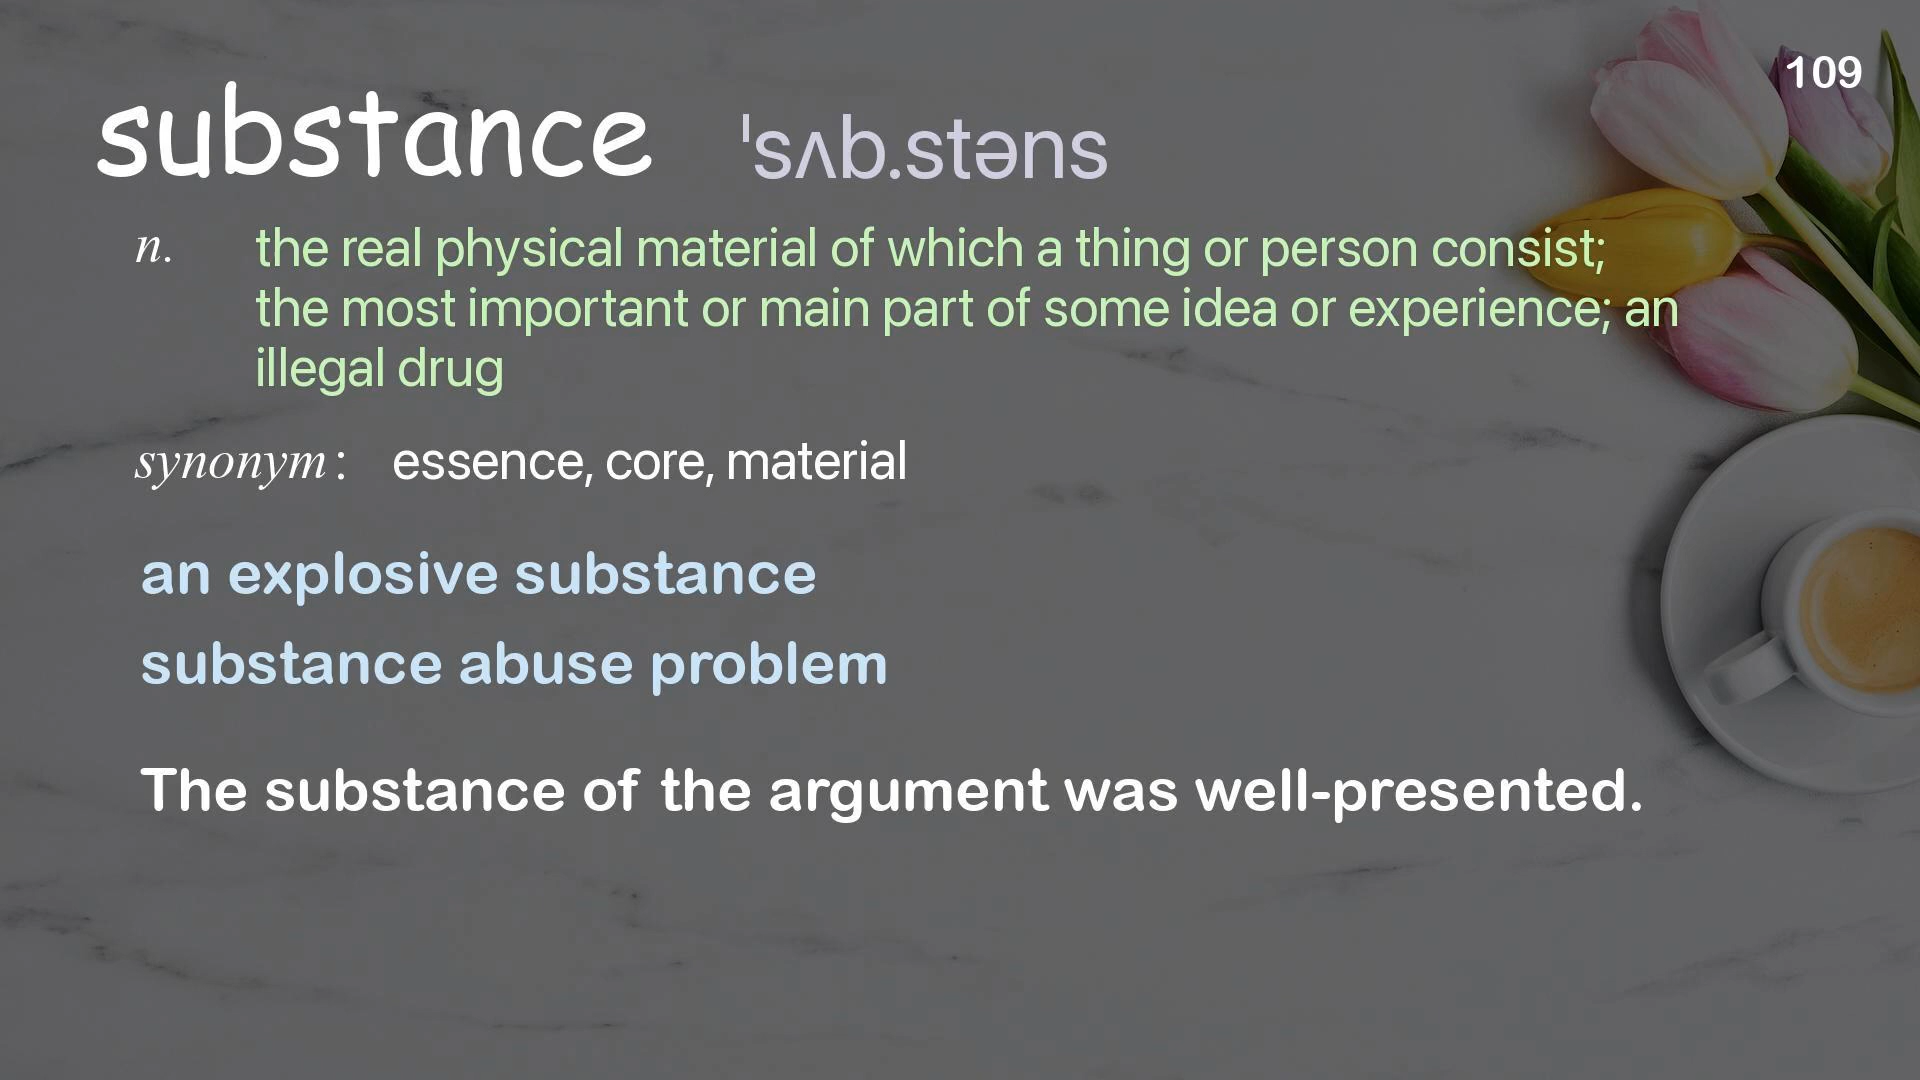 109
substance ˈsʌb.stəns
n. the real physical material of which a thing or person consist;
the most important or main part of some idea or experience; an
illegal drug
synonym: essence, core, material
an explosive substance
substance abuse problem
The substance of the argument was well-presented.